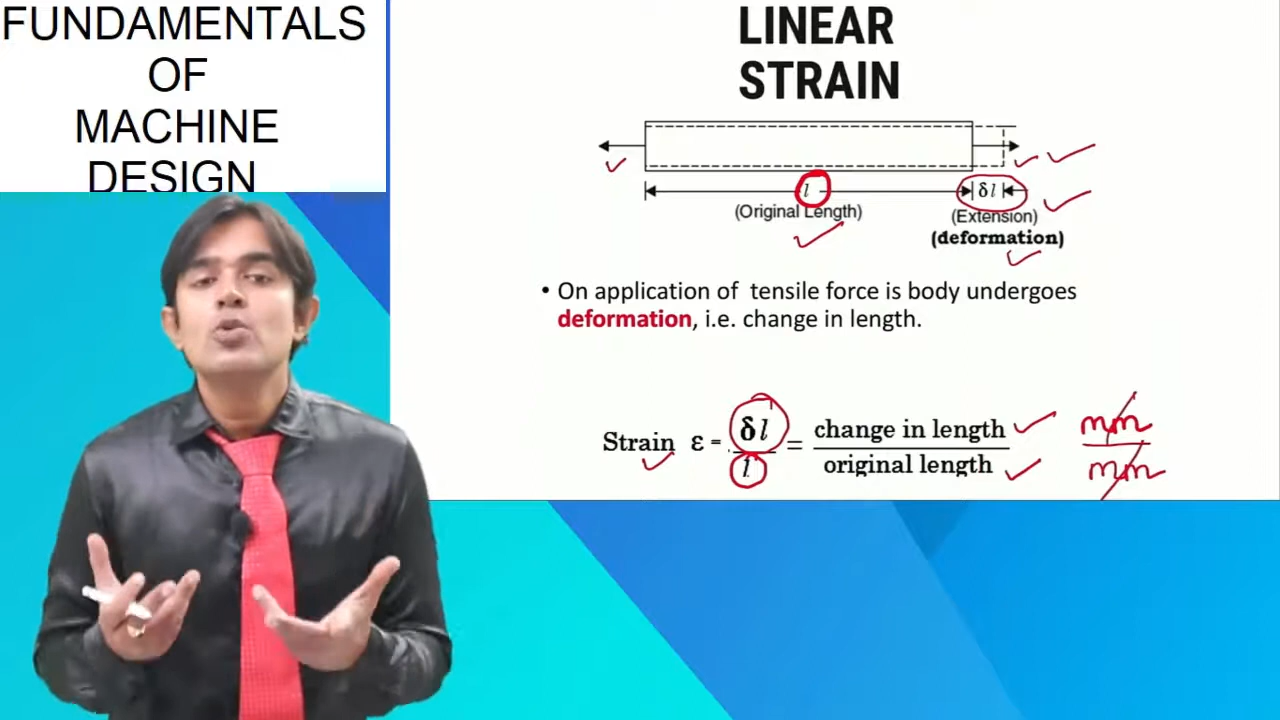 FUNDAMENTALS
OF
MACHINE
DESIGN
LINEAR
STRAIN
l
δl
(Original Length)
(Extension)
(deformation)
• On application of tensile force is body undergoes
deformation, i.e. change in length.
Strain ε = δl / l = change in length / original length
mm
mm